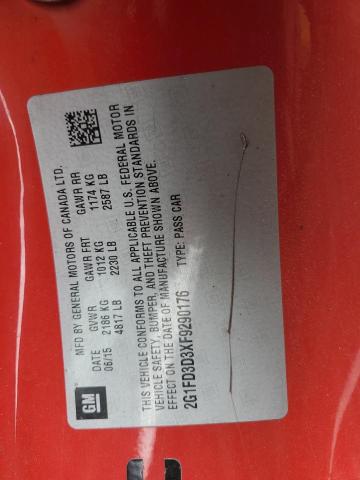 GM
MFD BY GENERAL MOTORS OF CANADA LTD.
DATE GVWR GAWR FRT GAWR RR
06/15 2186 KG 1012 KG 1174 KG
4817 LB 2230 LB 2587 LB
THIS VEHICLE CONFORMS TO ALL APPLICABLE U.S. FEDERAL MOTOR
VEHICLE SAFETY, BUMPER, AND THEFT PREVENTION STANDARDS IN
EFFECT ON THE DATE OF MANUFACTURE SHOWN ABOVE.
2G1FD3D3XF9290176 TYPE: PASS CAR